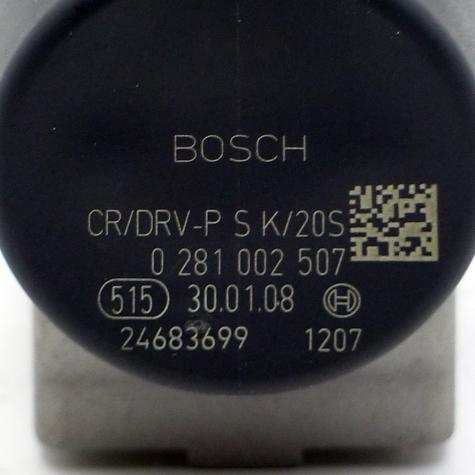 BOSCH
CR/DRV-P S K/20S
0 281 002 507
515 30.01.08
24683699 1207